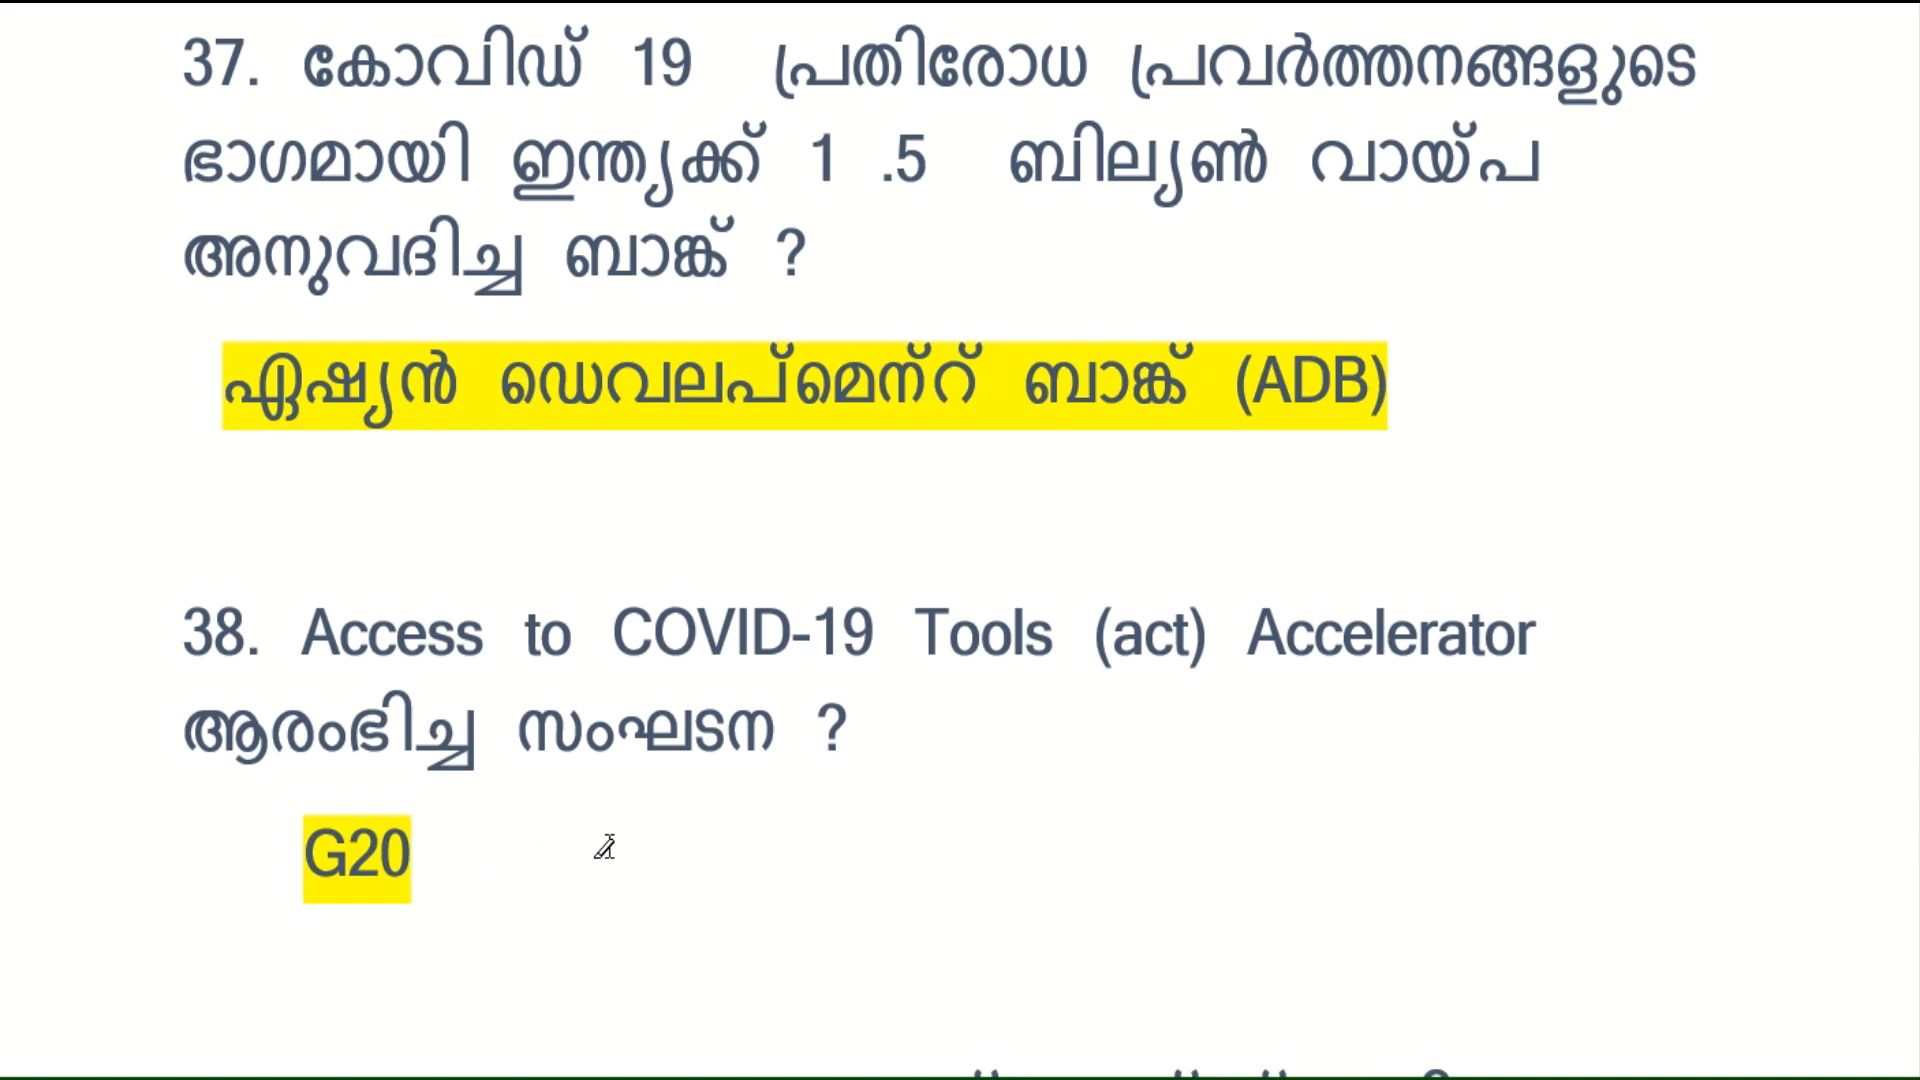 37. കോവിഡ് 19 പ്രതിരോധ പ്രവർത്തനങ്ങളുടെ
ഭാഗമായി ഇന്ത്യക്ക് 1 .5 ബില്യൺ വായ്പ
അനുവദിച്ച ബാങ്ക് ?
ഏഷ്യൻ ഡെവലപ്മെന്റ് ബാങ്ക് (ADB)
38. Access to COVID-19 Tools (act) Accelerator
ആരംഭിച്ച സംഘടന ?
G20